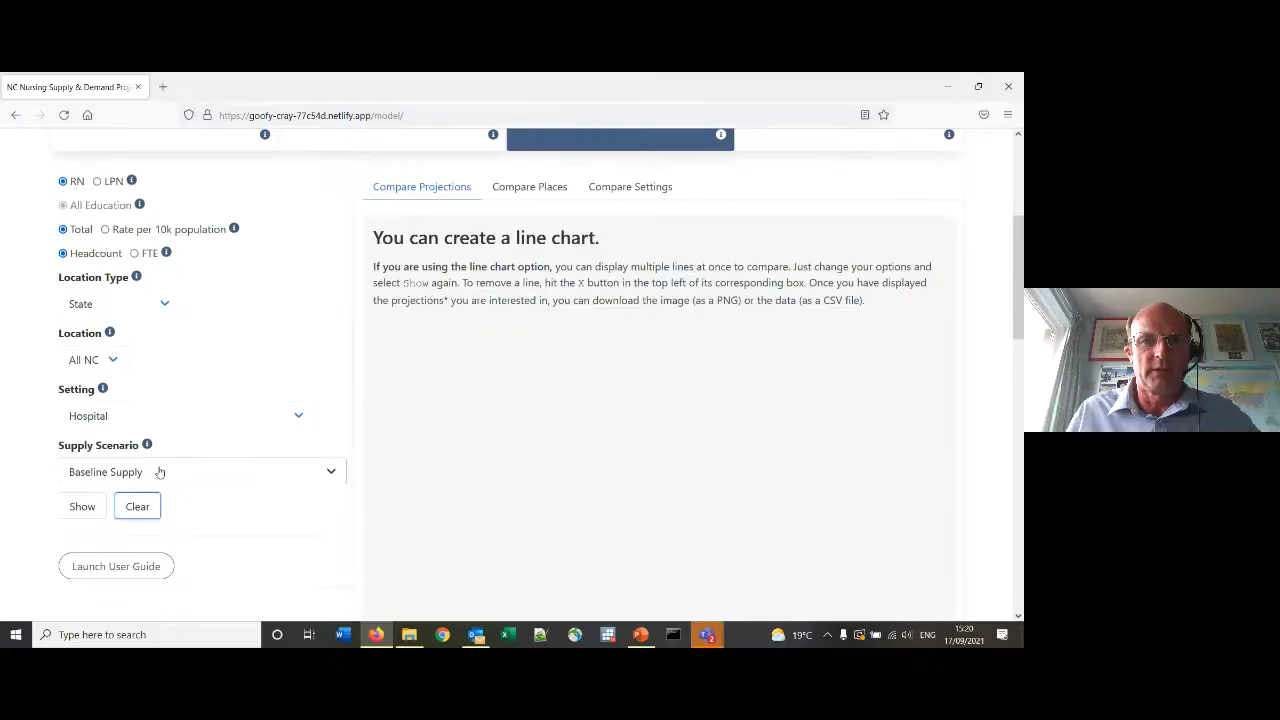 NC Nursing Supply & Demand Proj
https://goofy-cray-77c54d.netlify.app/model/
RN LPN
All Education
Total Rate per 10k population
Headcount FTE
Location Type
State
Location
All NC
Setting
Hospital
Supply Scenario
Baseline Supply
Show Clear
Launch User Guide
Compare Projections Compare Places Compare Settings
You can create a line chart.
If you are using the line chart option, you can display multiple lines at once to compare. Just change your options and
select Show again. To remove a line, hit the X button in the top left of its corresponding box. Once you have displayed
the projections* you are interested in, you can download the image (as a PNG) or the data (as a CSV file).
Type here to search
19°C
ENG
15:20
17/09/2021